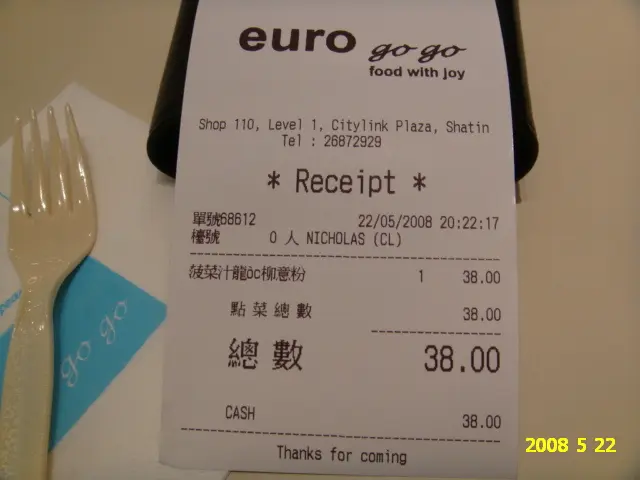 euro go go
food with joy
Shop 110, Level 1, Citylink Plaza, Shatin
Tel : 26872929
* Receipt *
單號68612 22/05/2008 20:22:17
檯號 0 人 NICHOLAS (CL)
菠菜汁龍òc柳意粉 1 38.00
點菜總數 38.00
總數 38.00
CASH 38.00
Thanks for coming
go go
2008 5 22